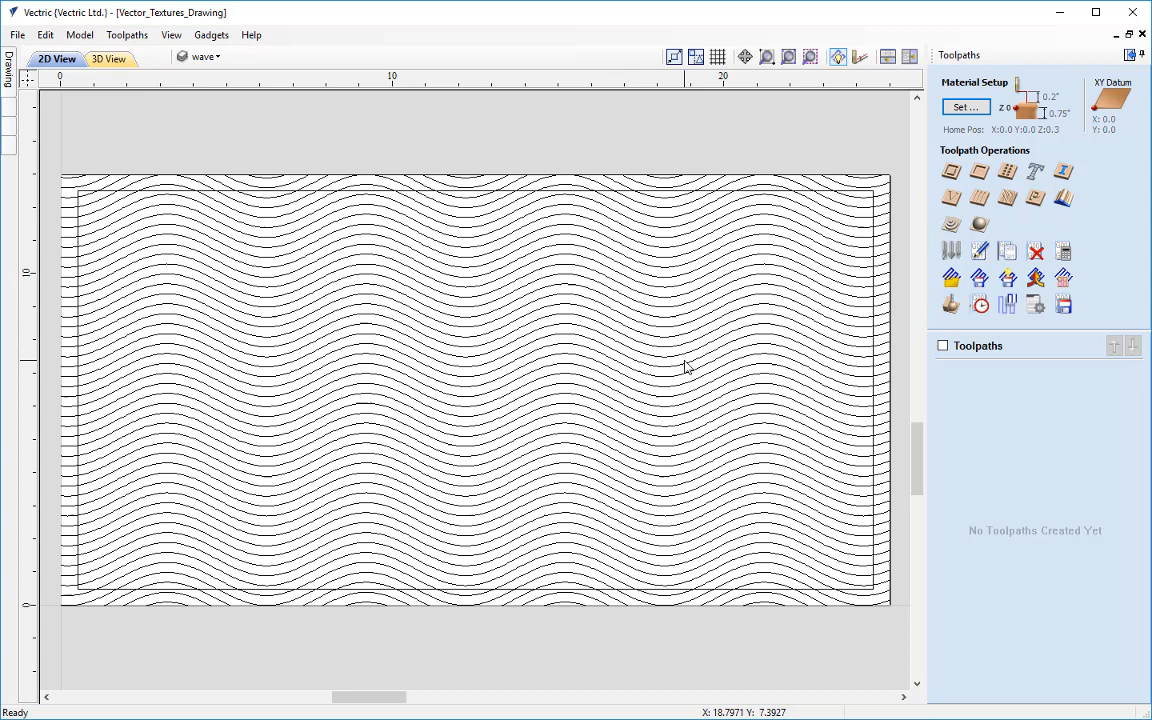 Vectric {Vectric Ltd.} - [Vector_Textures_Drawing]
File Edit Model Toolpaths View Gadgets Help
Drawing
2D View 3D View wave
0 10 20
10
0
Toolpaths
Material Setup
Set ...
Z 0
0.2"
0.75"
Home Pos: X:0.0 Y:0.0 Z:0.3
XY Datum
X: 0.0
Y: 0.0
Toolpath Operations
Toolpaths
No Toolpaths Created Yet
Ready
X: 18.7971 Y: 7.3927